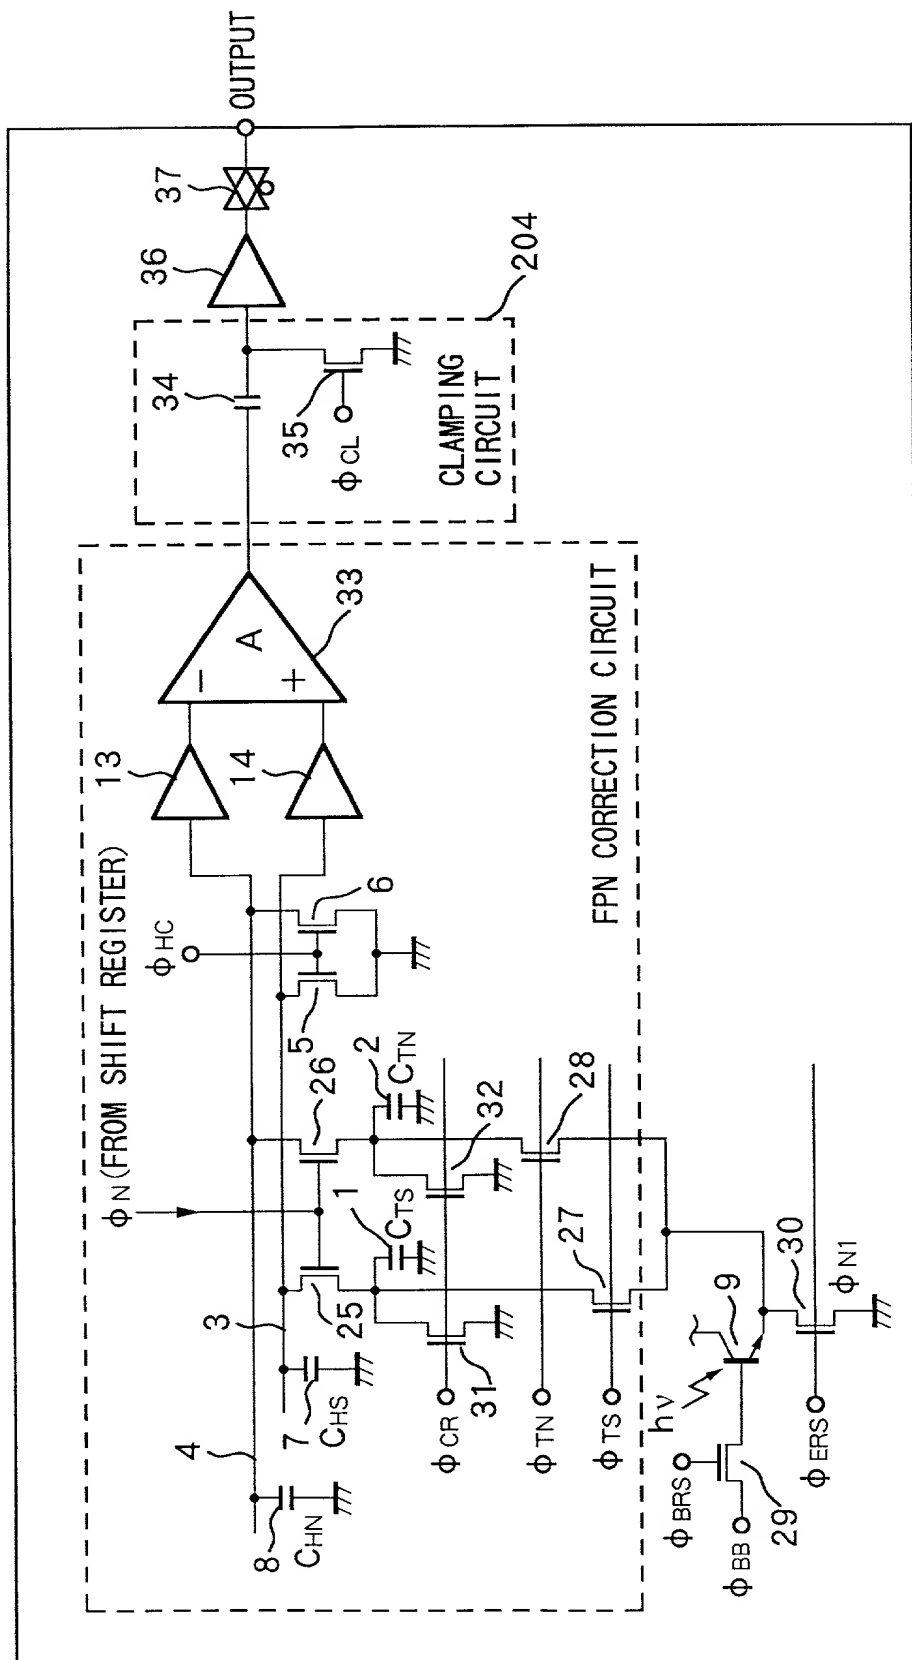 OUTPUT
37
36
204
34
35
φCL
CLAMPING
CIRCUIT
33
A
−
+
13
14
FPN CORRECTION CIRCUIT
φN (FROM SHIFT REGISTER)
φHC
6
5
26
2
CTN
32
28
1
CTS
25
27
3
31
4
7
CHS
8
CHN
φCR
φTN
φTS
30
φN1
9
hν
φERS
φBRS
φBB
29